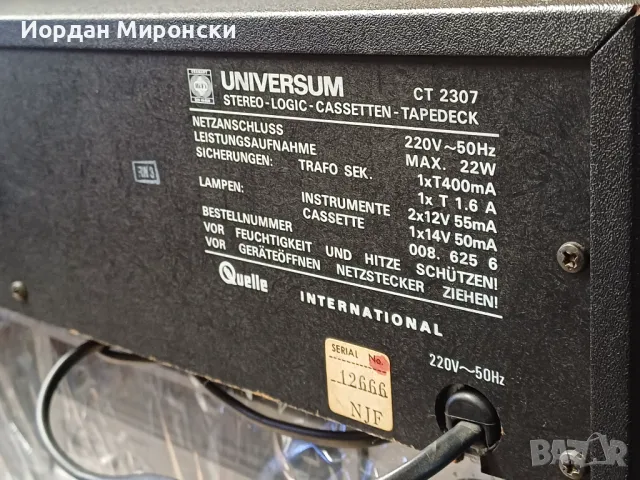 Йордан Миронски
UNIVERSUM CT 2307
STEREO-LOGIC-CASSETTEN-TAPEDECK
NETZANSCHLUSS 220V~50Hz
LEISTUNGSAUFNAHME MAX. 22W
SICHERUNGEN: TRAFO SEK. 1xT400mA
1x T 1.6 A
LAMPEN: INSTRUMENTE 2x12V 55mA
CASSETTE 1x14V 50mA
BESTELLNUMMER 008. 625 6
VOR FEUCHTIGKEIT UND HITZE SCHÜTZEN!
VOR GERÄTEÖFFNEN NETZSTECKER ZIEHEN!
Quelle INTERNATIONAL
SERIAL No.
12666
NJF
220V~50Hz
BAZAR